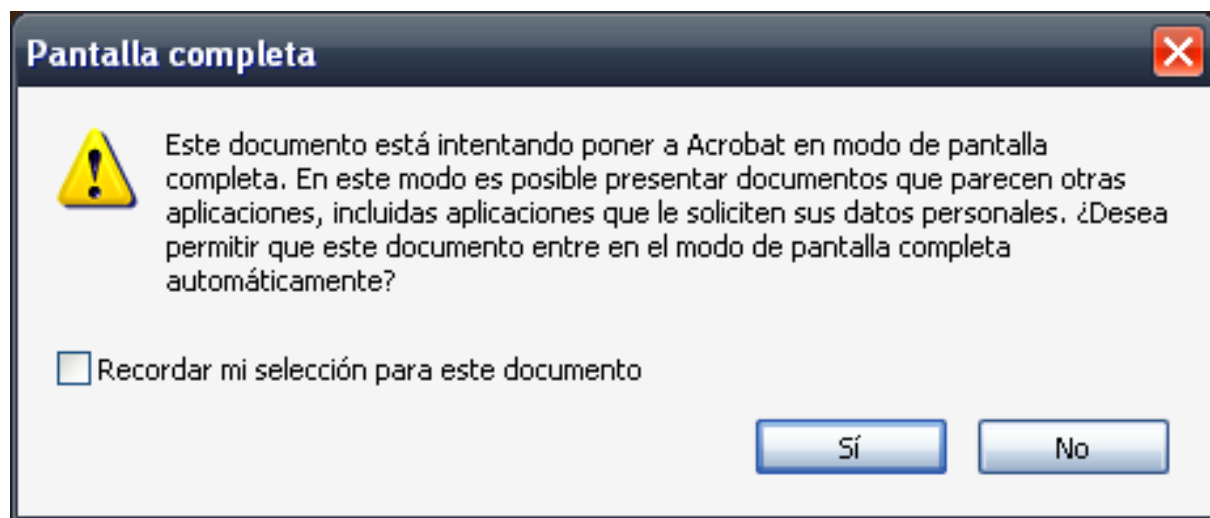 Pantalla completa
Este documento está intentando poner a Acrobat en modo de pantalla
completa. En este modo es posible presentar documentos que parecen otras
aplicaciones, incluidas aplicaciones que le soliciten sus datos personales. ¿Desea
permitir que este documento entre en el modo de pantalla completa
automáticamente?
Recordar mi selección para este documento
Sí No